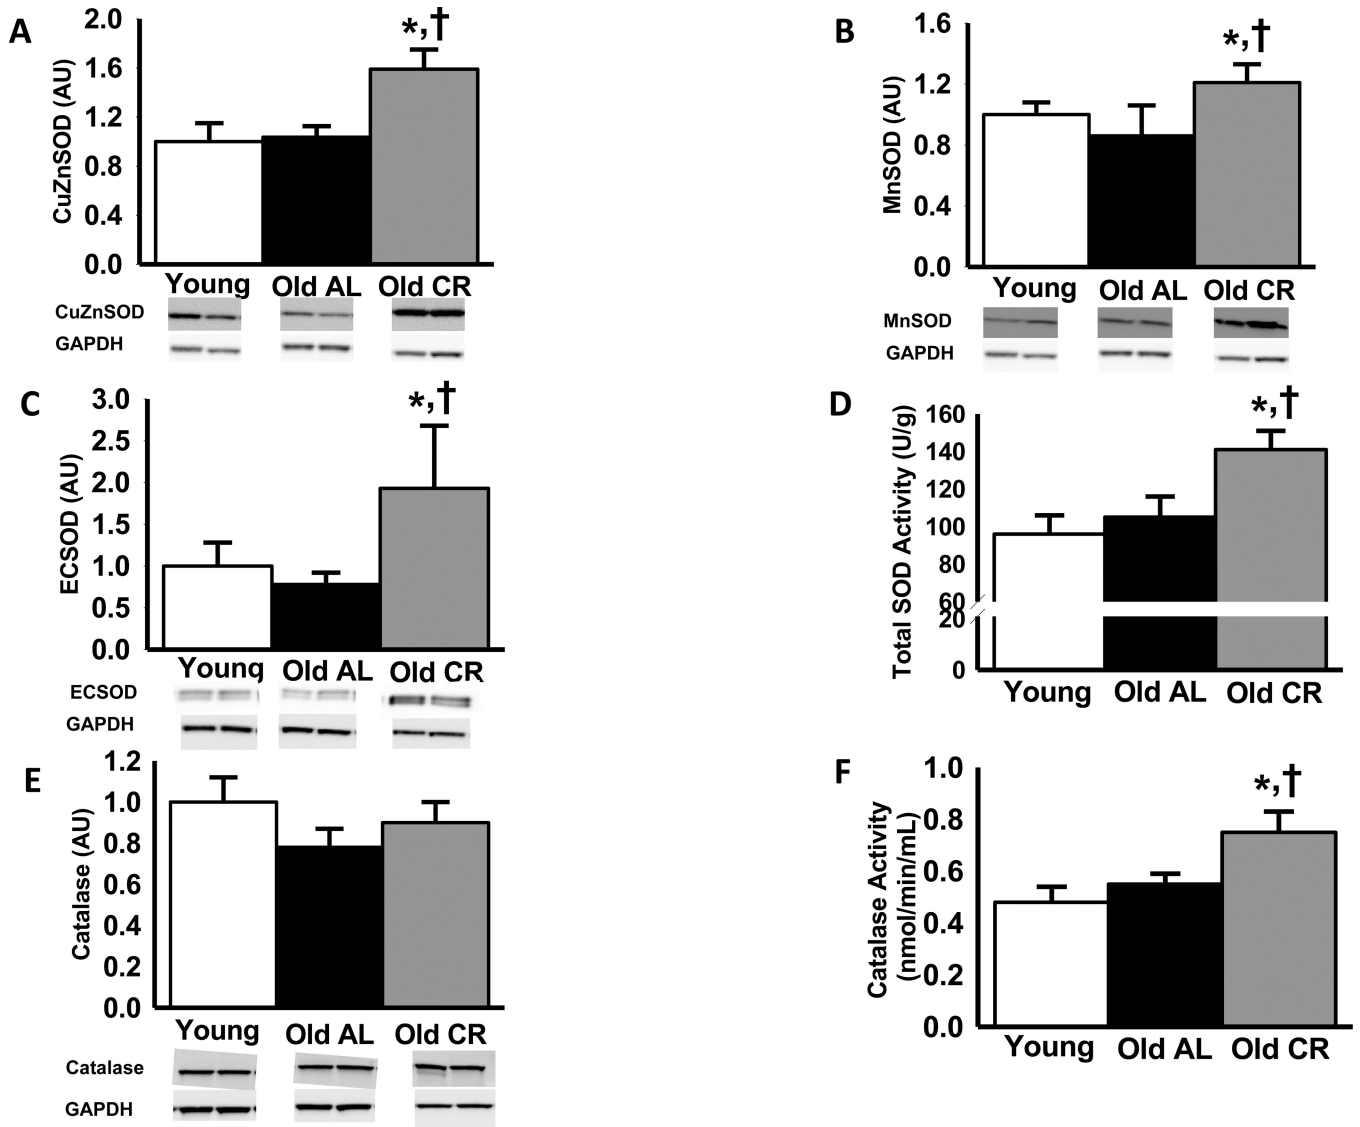 A
CuZnSOD (AU)
2.0
1.6
1.2
0.8
0.4
0.0
*,†
Young Old AL Old CR
CuZnSOD
GAPDH
B
MnSOD (AU)
1.6
1.2
0.8
0.4
0.0
*,†
Young Old AL Old CR
MnSOD
GAPDH
C
ECSOD (AU)
3.0
2.5
2.0
1.5
1.0
0.5
0.0
*,†
Young Old AL Old CR
ECSOD
GAPDH
D
Total SOD Activity (U/g)
160
140
120
100
80
60
20
0
*,†
Young Old AL Old CR
E
Catalase (AU)
1.2
1.0
0.8
0.6
0.4
0.2
0.0
Young Old AL Old CR
Catalase
GAPDH
F
Catalase Activity
(nmol/min/mL)
1.0
0.8
0.6
0.4
0.2
0.0
*,†
Young Old AL Old CR